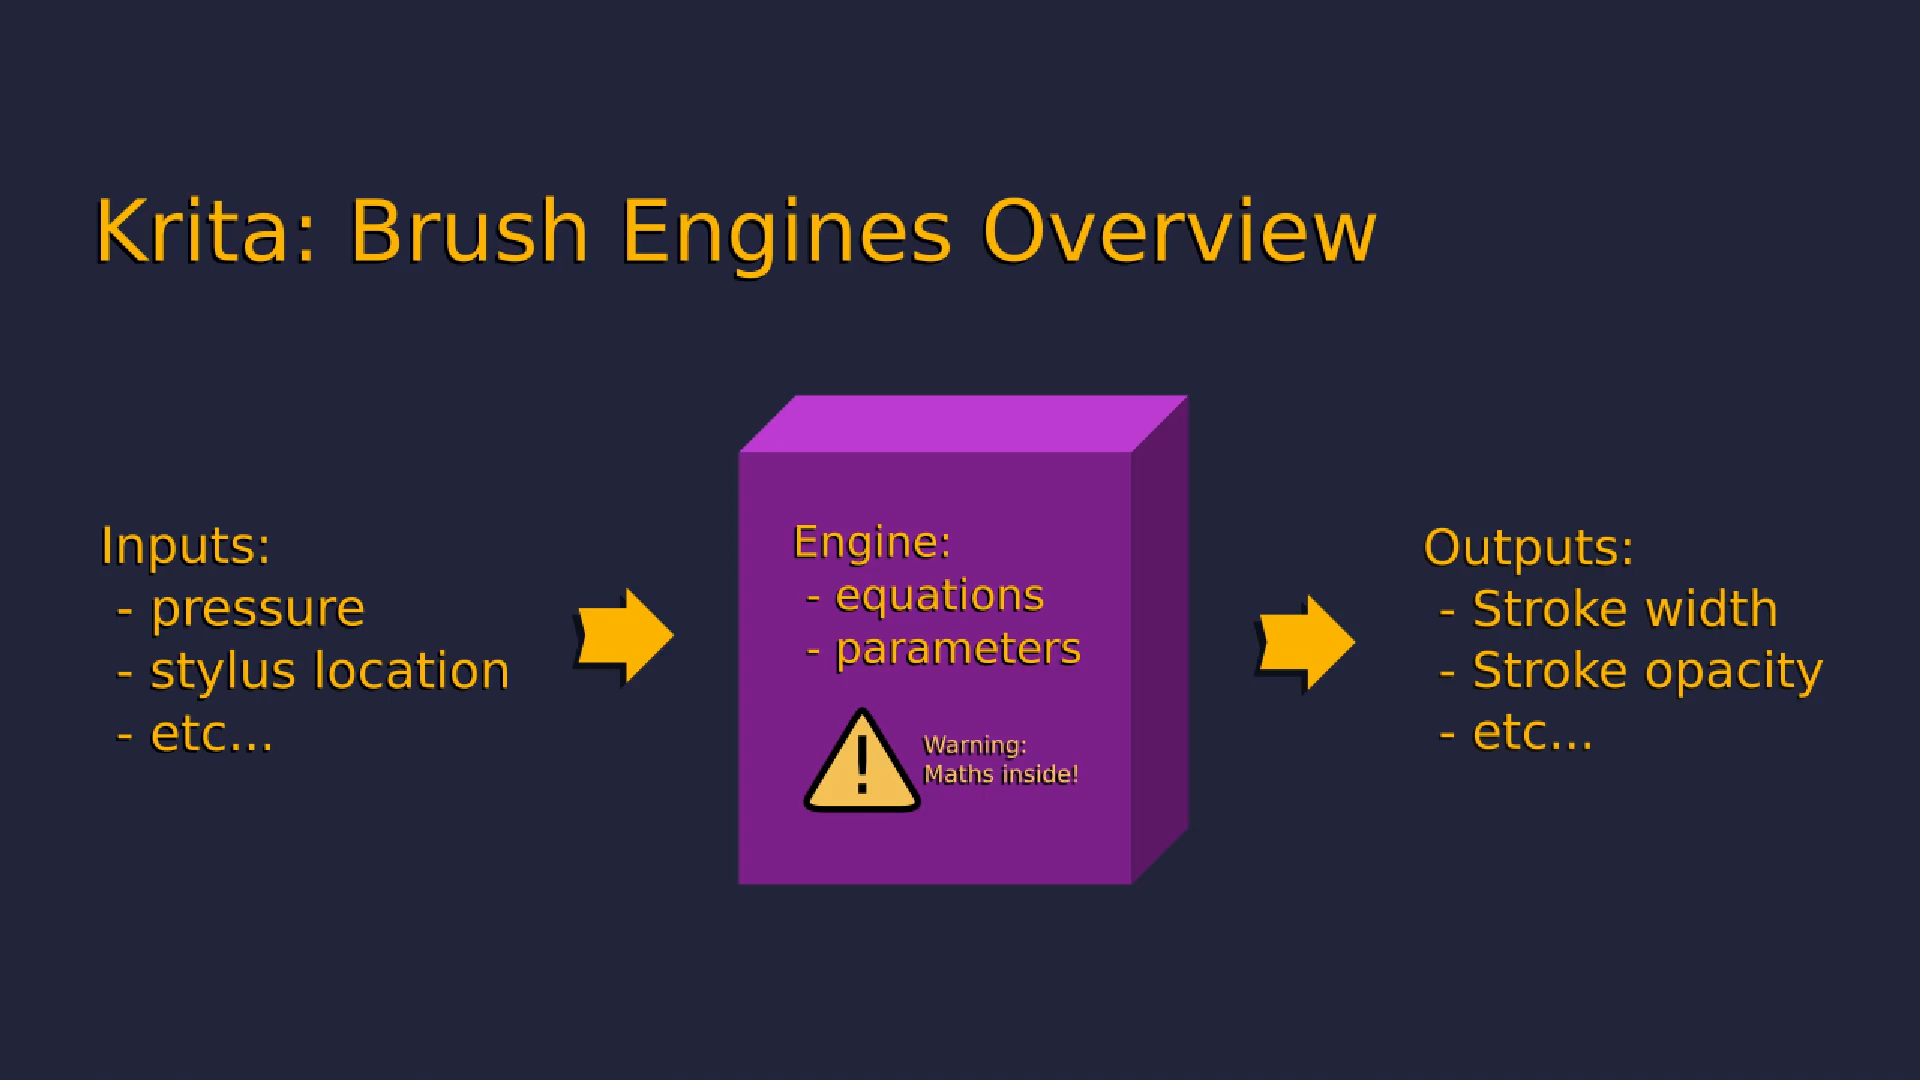 Krita: Brush Engines Overview
Inputs:
- pressure
- stylus location
- etc...
Engine:
- equations
- parameters
!
Warning:
Maths inside!
Outputs:
- Stroke width
- Stroke opacity
- etc...